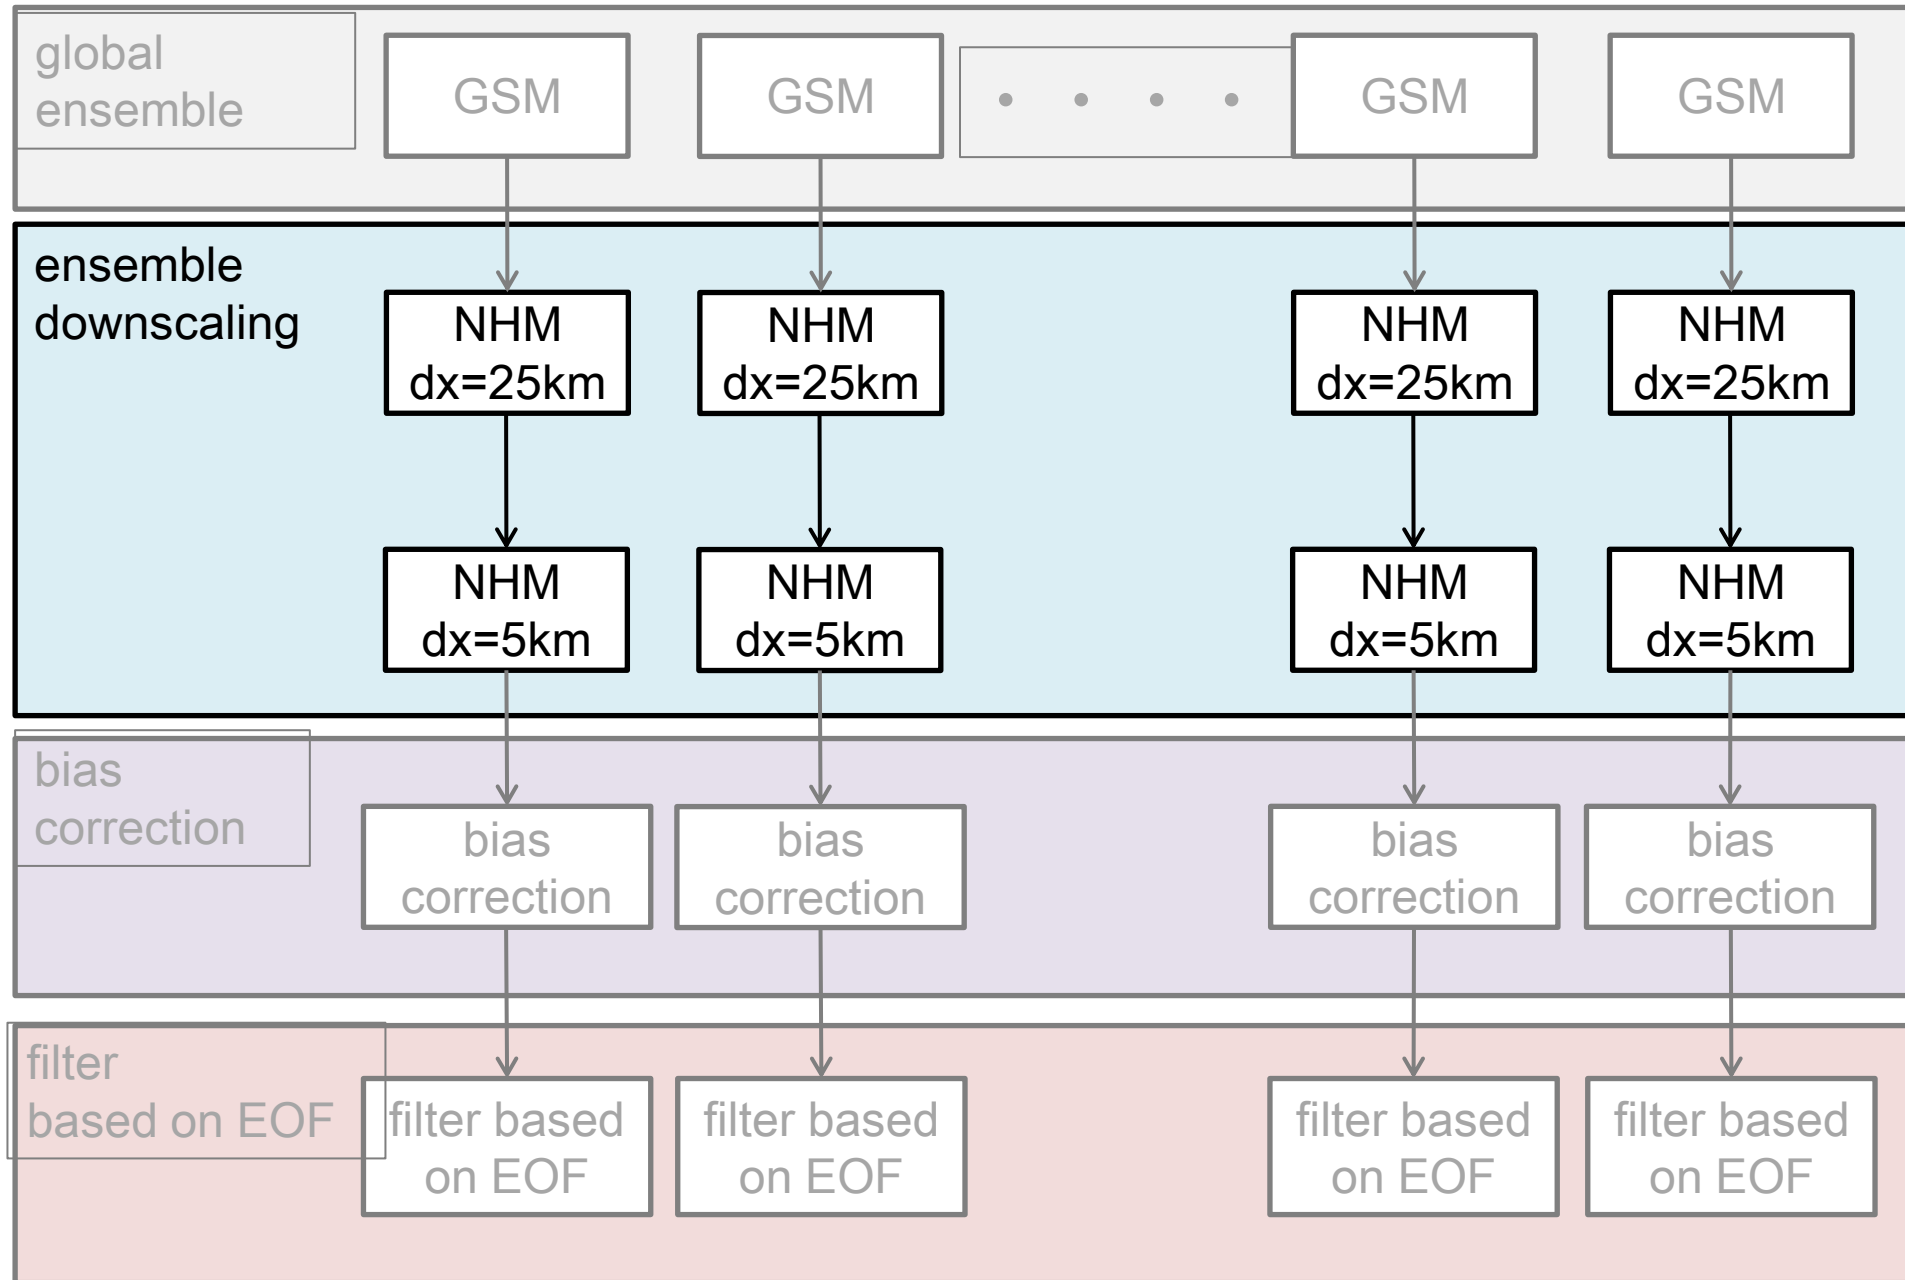 global
ensemble
GSM
GSM
• • • •
GSM
GSM
ensemble
downscaling
NHM
dx=25km
NHM
dx=25km
NHM
dx=25km
NHM
dx=25km
NHM
dx=5km
NHM
dx=5km
NHM
dx=5km
NHM
dx=5km
bias
correction
bias
correction
bias
correction
bias
correction
bias
correction
filter
based on EOF
filter based
on EOF
filter based
on EOF
filter based
on EOF
filter based
on EOF